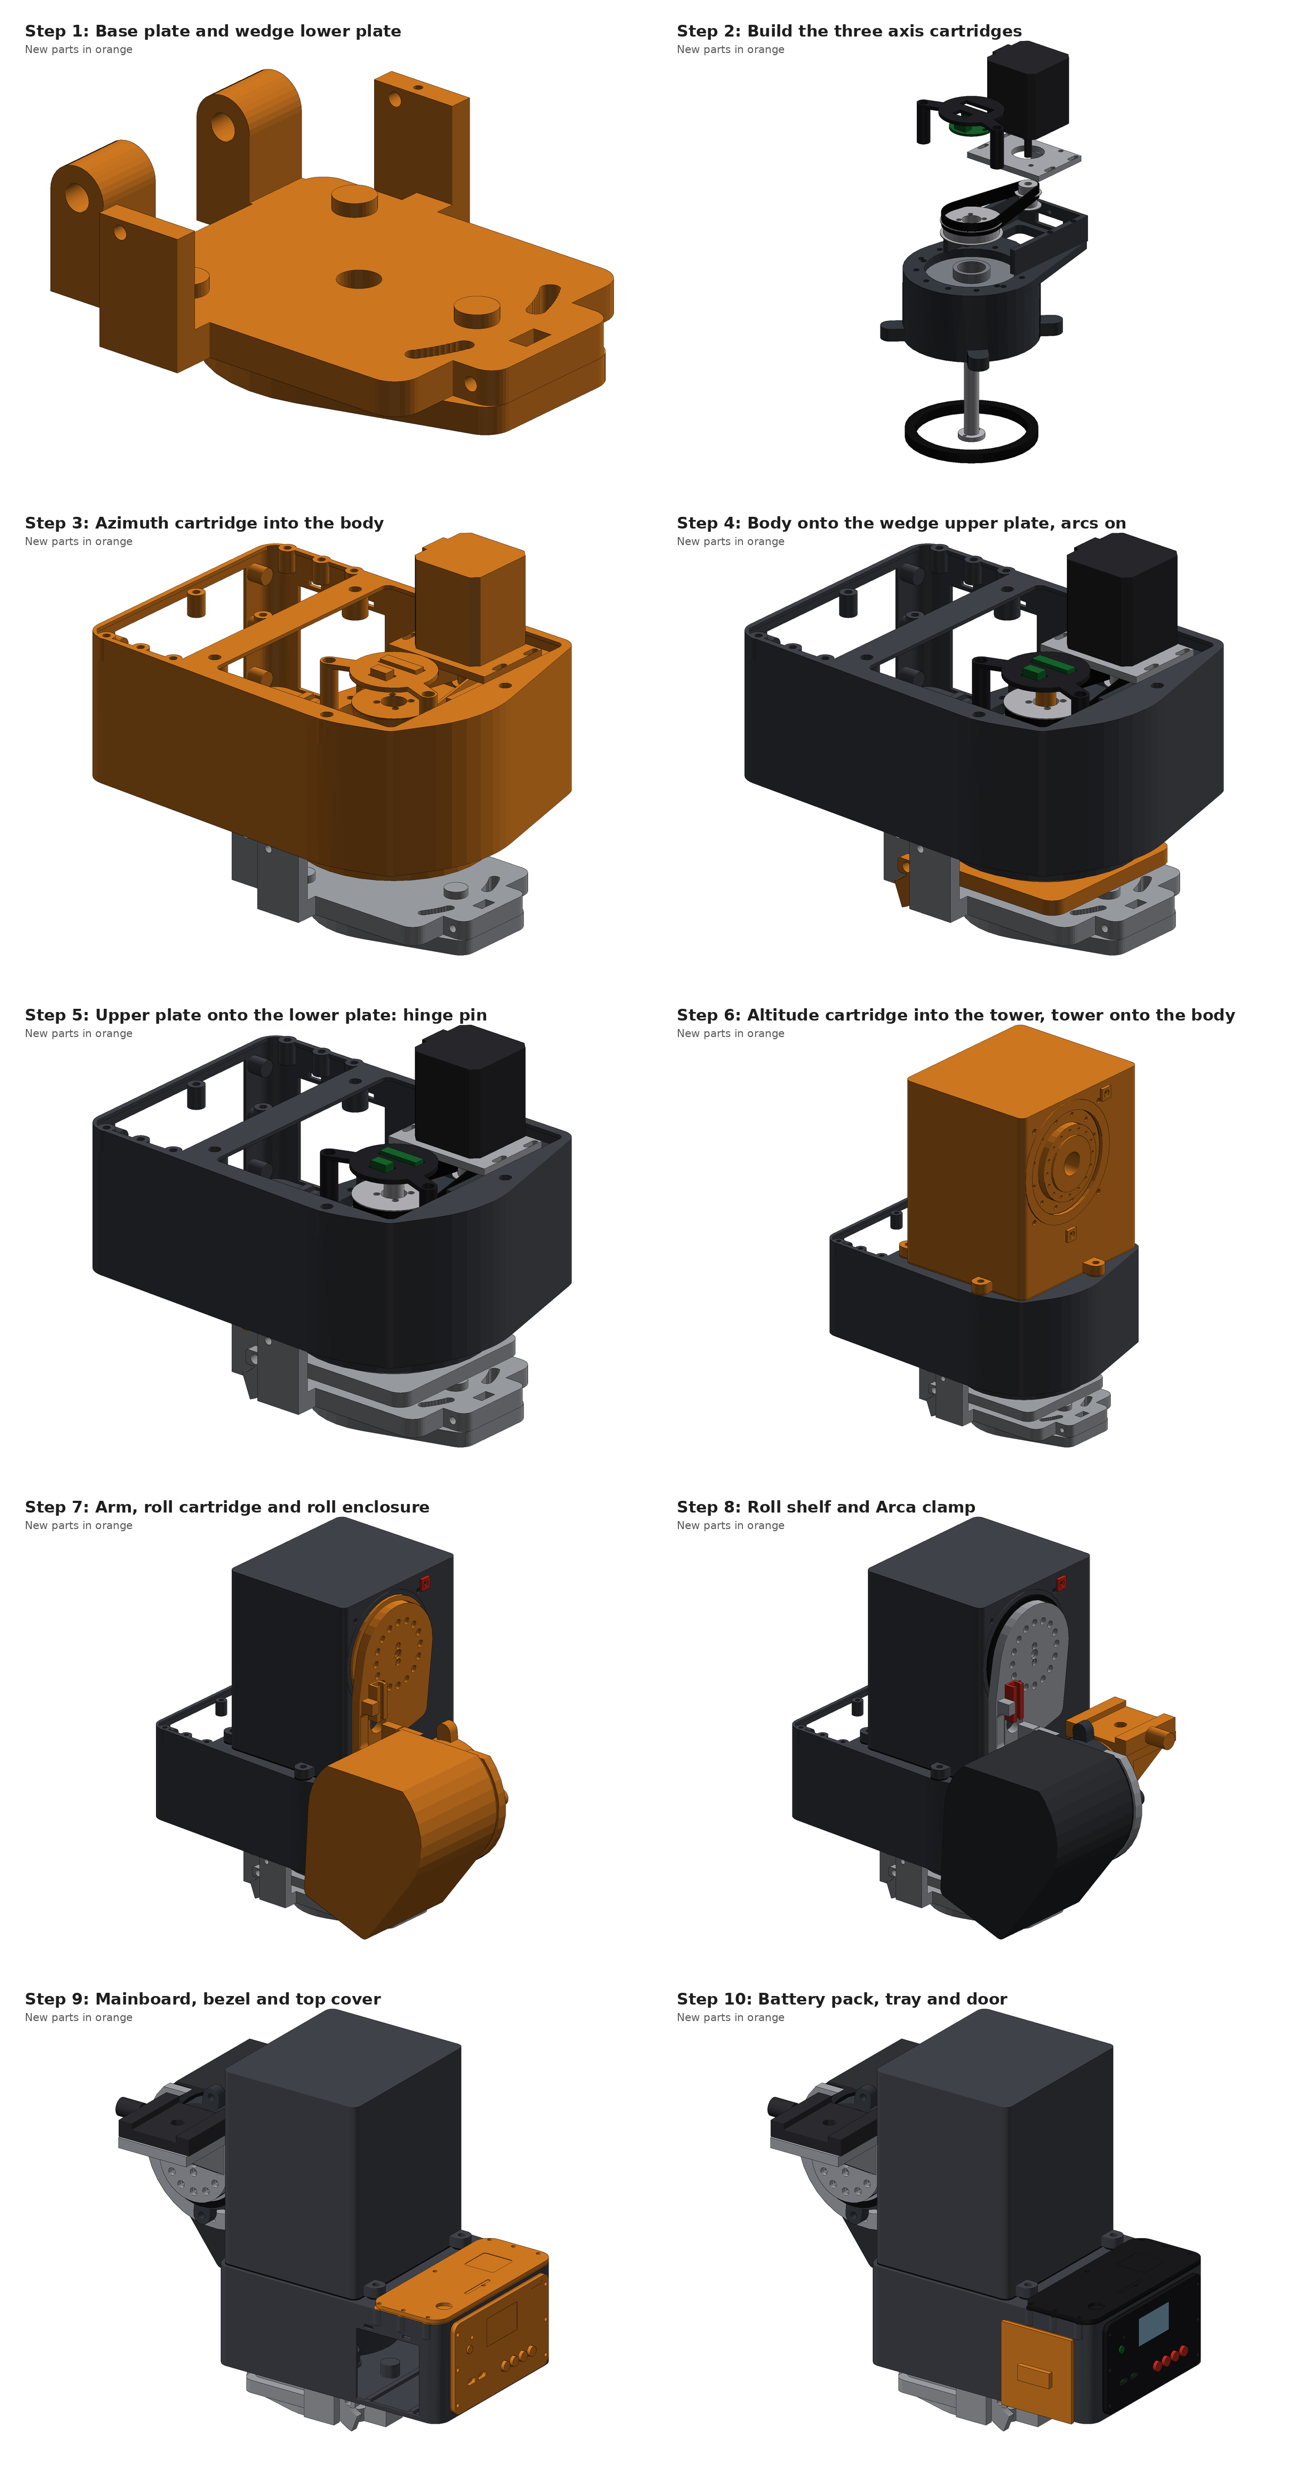 Step 1: Base plate and wedge lower plate
New parts in orange
Step 2: Build the three axis cartridges
New parts in orange
Step 3: Azimuth cartridge into the body
New parts in orange
Step 4: Body onto the wedge upper plate, arcs on
New parts in orange
Step 5: Upper plate onto the lower plate: hinge pin
New parts in orange
Step 6: Altitude cartridge into the tower, tower onto the body
New parts in orange
Step 7: Arm, roll cartridge and roll enclosure
New parts in orange
Step 8: Roll shelf and Arca clamp
New parts in orange
Step 9: Mainboard, bezel and top cover
New parts in orange
Step 10: Battery pack, tray and door
New parts in orange